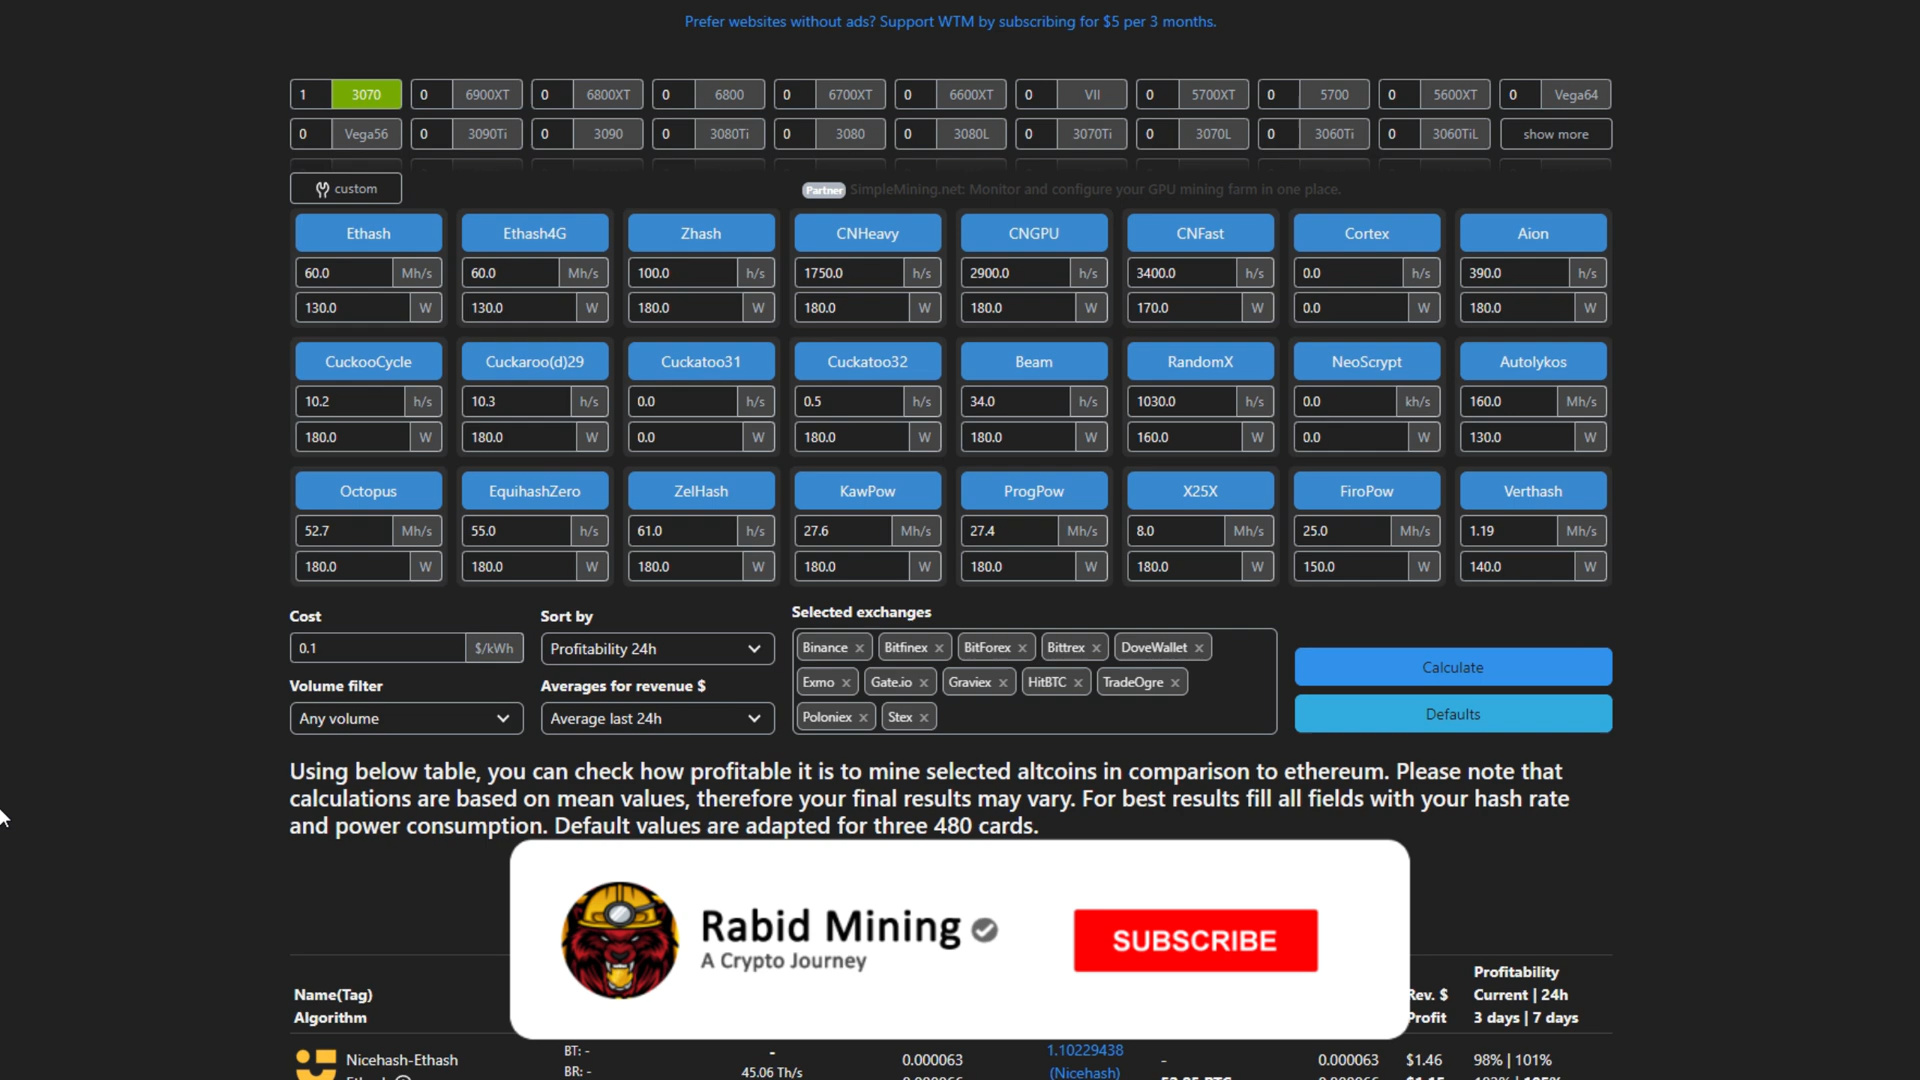 Prefer websites without ads? Support WTM by subscribing for $5 per 3 months.
1 3070 0 6900XT 0 6800XT 0 6800 0 6700XT 0 6600XT 0 VII 0 5700XT 0 5700 0 5600XT 0 Vega64
0 Vega56 0 3090Ti 0 3090 0 3080Ti 0 3080 0 3080L 0 3070Ti 0 3070L 0 3060Ti 0 3060TiL show more
custom Partner SimpleMining.net: Monitor and configure your GPU mining farm in one place.
Ethash Ethash4G Zhash CNHeavy CNGPU CNFast Cortex Aion
60.0 Mh/s 60.0 Mh/s 100.0 h/s 1750.0 h/s 2900.0 h/s 3400.0 h/s 0.0 h/s 390.0 h/s
130.0 W 130.0 W 180.0 W 180.0 W 180.0 W 170.0 W 0.0 W 180.0 W
CuckooCycle Cuckaroo(d)29 Cuckatoo31 Cuckatoo32 Beam RandomX NeoScrypt Autolykos
10.2 h/s 10.3 h/s 0.0 h/s 0.5 h/s 34.0 h/s 1030.0 h/s 0.0 kh/s 160.0 Mh/s
180.0 W 180.0 W 0.0 W 180.0 W 180.0 W 160.0 W 0.0 W 130.0 W
Octopus EquihashZero ZelHash KawPow ProgPow X25X FiroPow Verthash
52.7 Mh/s 55.0 h/s 61.0 h/s 27.6 Mh/s 27.4 Mh/s 8.0 Mh/s 25.0 Mh/s 1.19 Mh/s
180.0 W 180.0 W 180.0 W 180.0 W 180.0 W 180.0 W 150.0 W 140.0 W
Cost Sort by Selected exchanges
0.1 $/kWh Profitability 24h Binance × Bitfinex × BitForex × Bittrex × DoveWallet ×
Calculate
Volume filter Averages for revenue $ Exmo × Gate.io × Graviex × HitBTC × TradeOgre ×
Any volume Average last 24h Poloniex × Stex × Defaults
Using below table, you can check how profitable it is to mine selected altcoins in comparison to ethereum. Please note that
calculations are based on mean values, therefore your final results may vary. For best results fill all fields with your hash rate
and power consumption. Default values are adapted for three 480 cards.
Rabid Mining
A Crypto Journey
SUBSCRIBE
Name(Tag) Rev. $ Profitability
Algorithm Profit Current | 24h
3 days | 7 days
Nicehash-Ethash BT: - - 0.000063 1.10229438 - 0.000063 $1.46 98% | 101%
BR: - 45.06 Th/s (Nicehash)